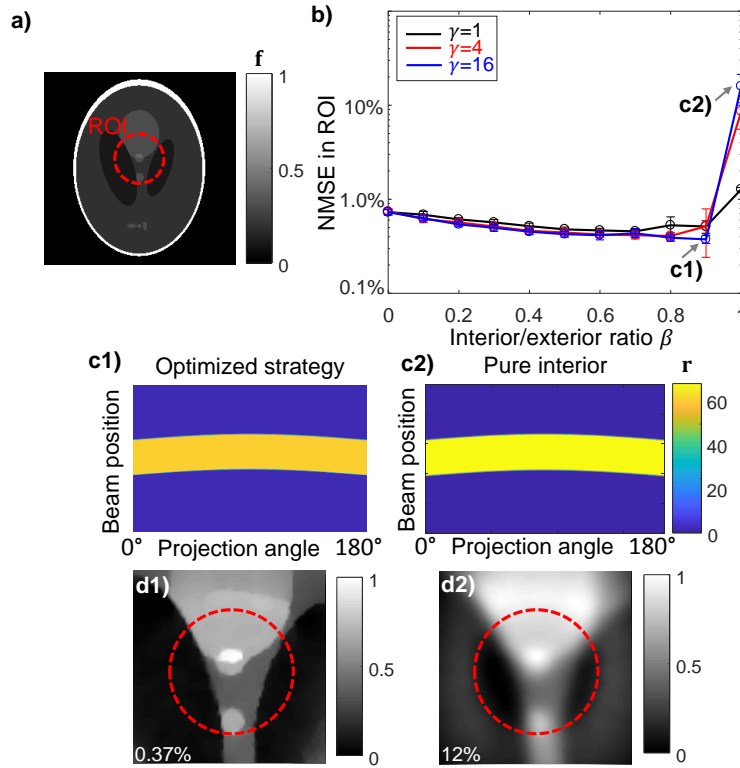 a)
f
ROI
1
0.5
0
b)
γ=1
γ=4
γ=16
c2)
c1)
NMSE in ROI
10%
1.0%
0.1%
0 0.2 0.4 0.6 0.8 1
Interior/exterior ratio β
c1) Optimized strategy
Beam position
0° Projection angle 180°
c2) Pure interior
Beam position
0° Projection angle 180°
r
60
40
20
0
d1)
0.37%
1
0.5
0
d2)
12%
1
0.5
0